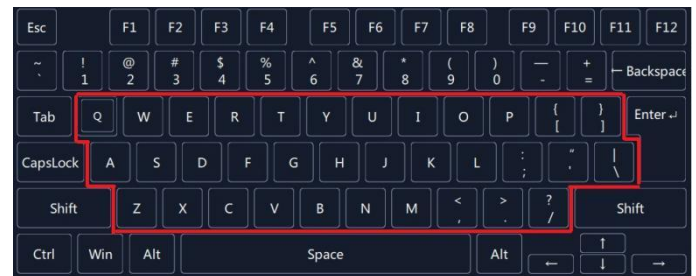 Esc F1 F2 F3 F4 F5 F6 F7 F8 F9 F10 F11 F12
~ ! @ # $ % ^ & * ( ) — +
` 1 2 3 4 5 6 7 8 9 0 - = ← Backspace
Tab Q W E R T Y U I O P { } Enter ↵
[ ]
CapsLock A S D F G H J K L : " |
; ' \
Shift Z X C V B N M < > ? Shift
, . /
Ctrl Win Alt Space Alt ← ↑ ↓ →